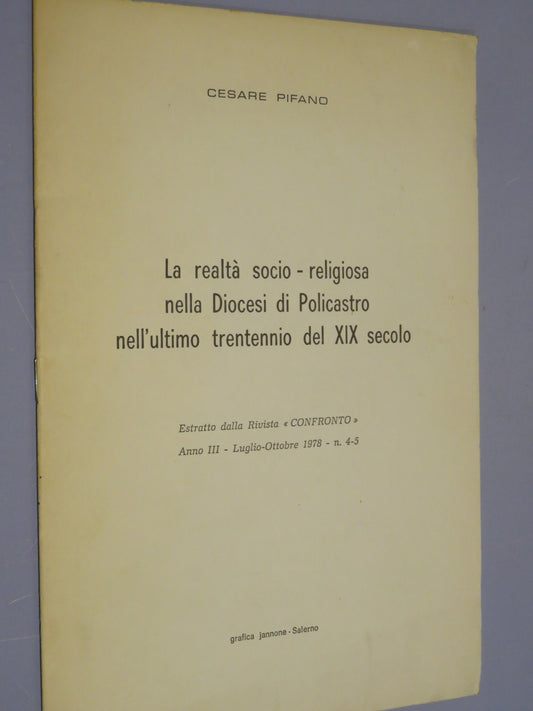 CESARE PIFANO
La realtà socio - religiosa
nella Diocesi di Policastro
nell'ultimo trentennio del XIX secolo
Estratto dalla Rivista « CONFRONTO »
Anno III - Luglio-Ottobre 1978 - n. 4-5
grafica jannone - Salerno